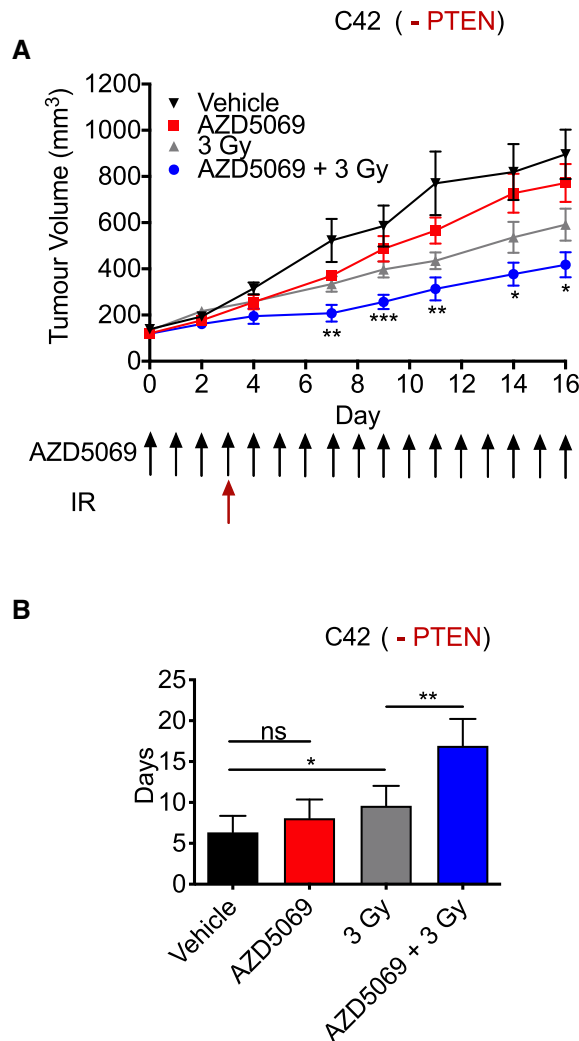 C42 ( - PTEN)
A
Tumour Volume (mm³)
1200
1000
800
600
400
200
0
Vehicle
AZD5069
3 Gy
AZD5069 + 3 Gy
** *** ** * *
0 2 4 6 8 10 12 14 16
Day
AZD5069
IR
B
C42 ( - PTEN)
Days
25
20
15
10
5
0
ns
*
**
Vehicle
AZD5069
3 Gy
AZD5069 + 3 Gy